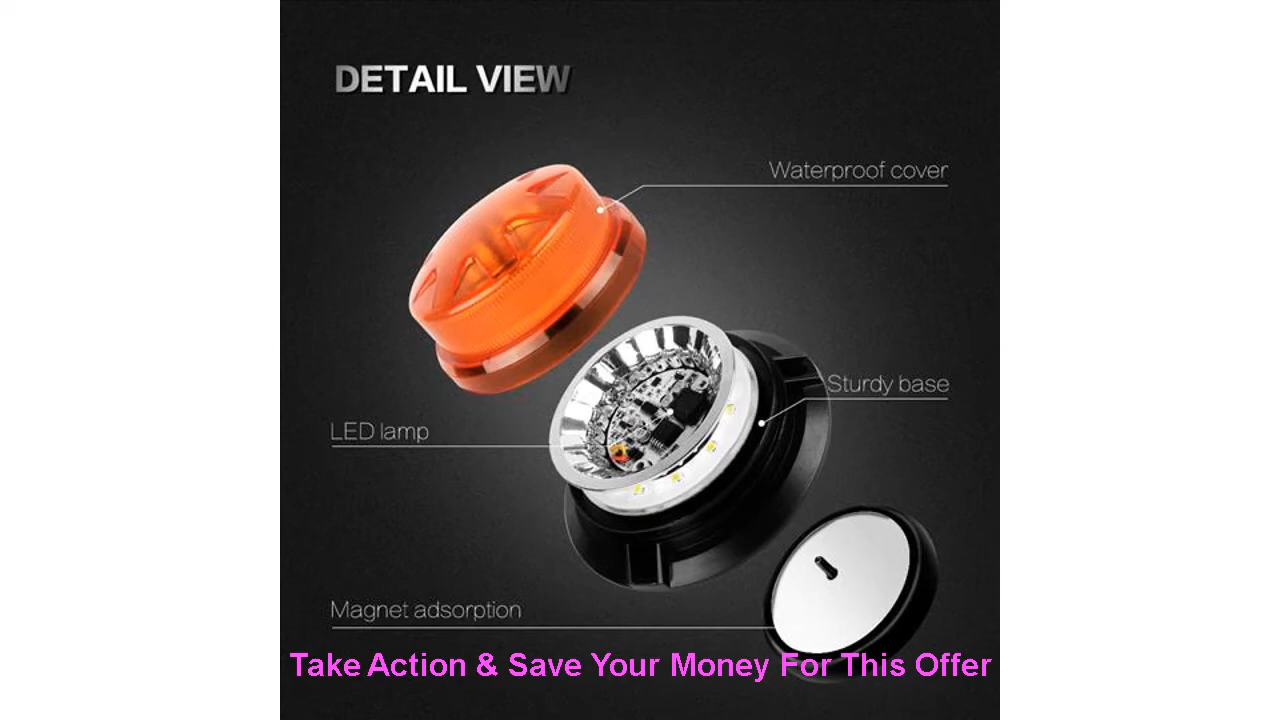 DETAIL VIEW
Waterproof cover
Sturdy base
LED lamp
Magnet adsorption
Take Action & Save Your Money For This Offer